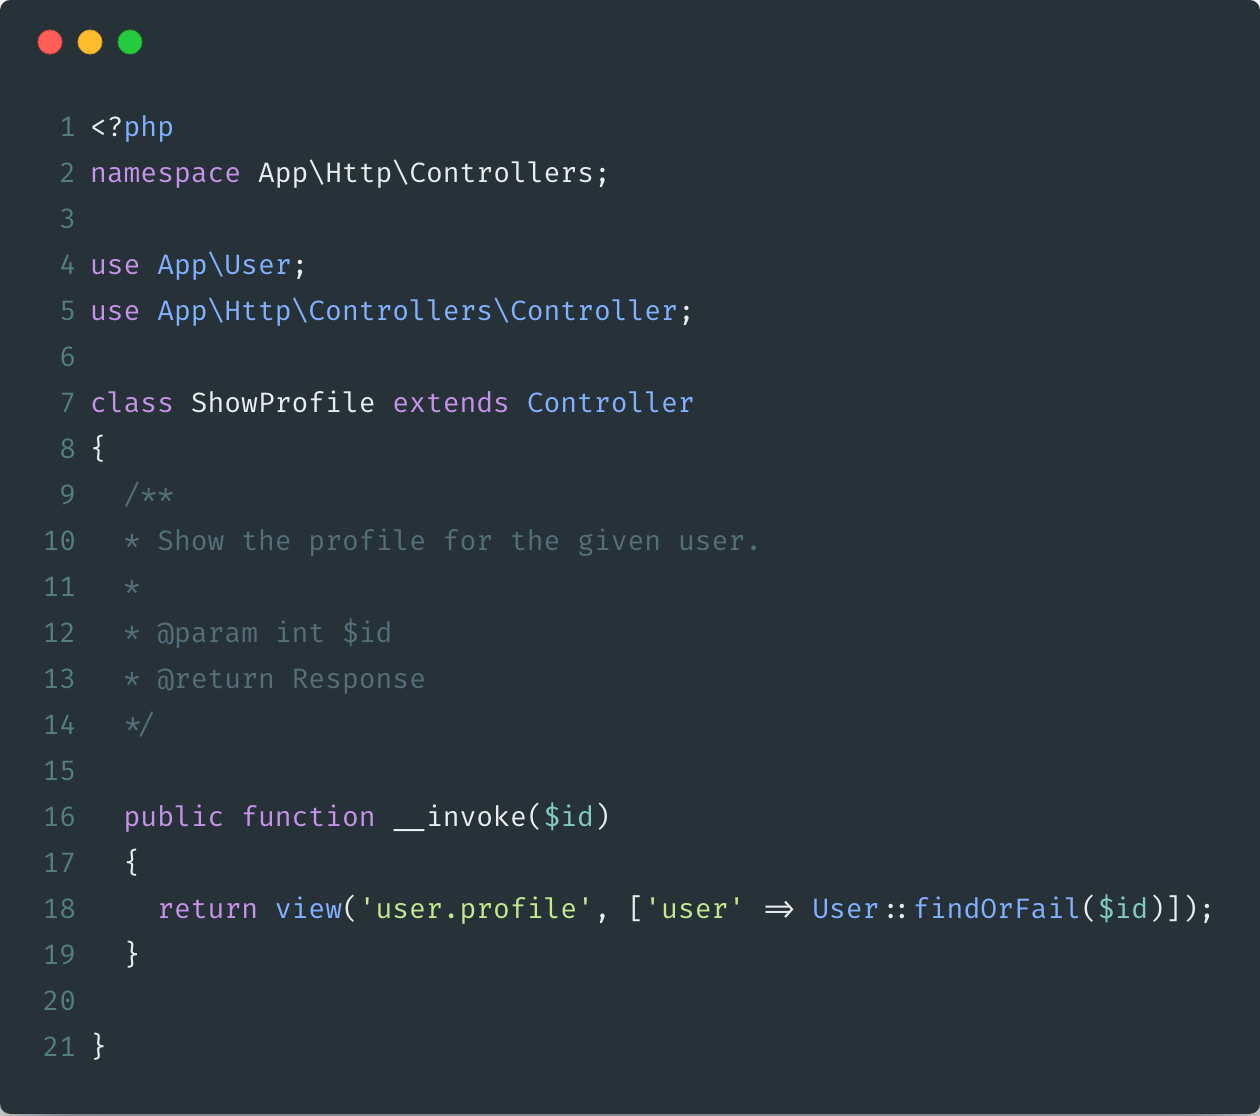 1 <?php
2 namespace App\Http\Controllers;
3
4 use App\User;
5 use App\Http\Controllers\Controller;
6
7 class ShowProfile extends Controller
8 {
9   /**
10   * Show the profile for the given user.
11   *
12   * @param int $id
13   * @return Response
14   */
15
16   public function __invoke($id)
17   {
18     return view('user.profile', ['user' => User::findOrFail($id)]);
19   }
20
21 }